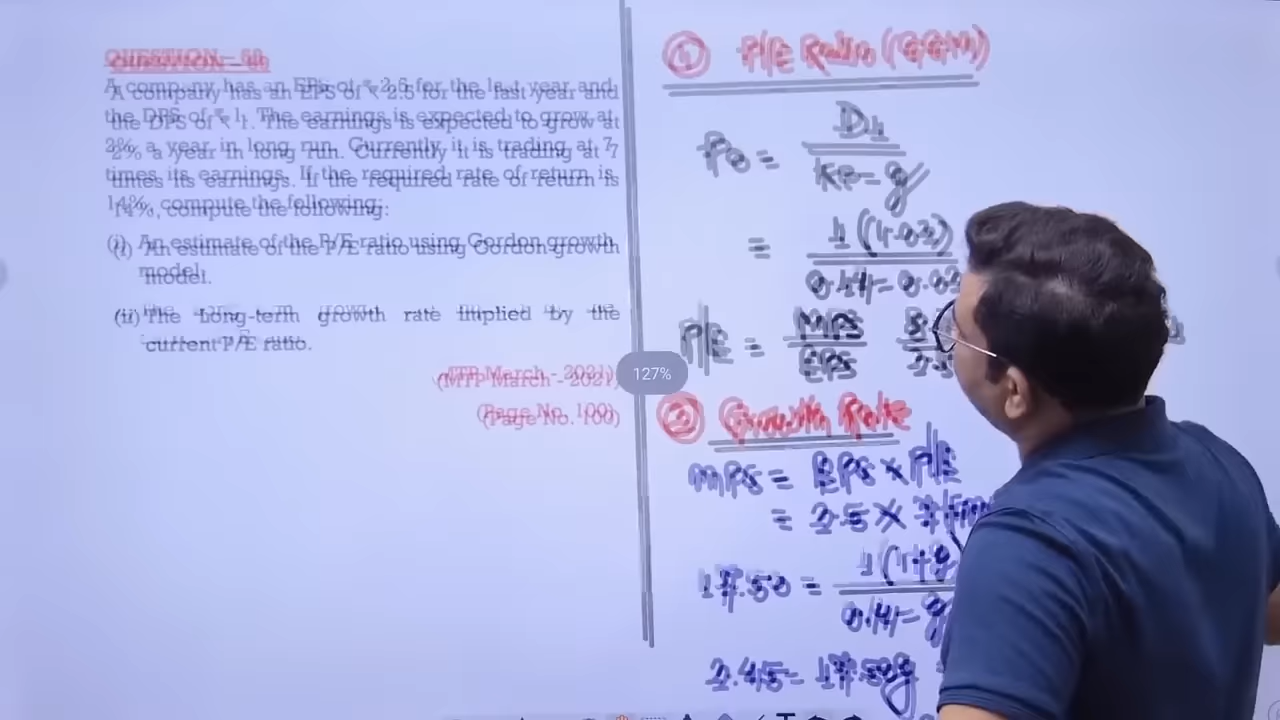 QUESTION – 58
A company has an EPS of ₹ 2.5 for the last year and
the DPS of ₹ 1. The earnings is expected to grow at
2% a year in long run. Currently it is trading at 7
times its earnings. If the required rate of return is
14%, compute the following:
(i) An estimate of the P/E ratio using Gordon growth
model.
(ii) The Long-term growth rate implied by the
current P/E ratio.
(MTP March - 2021)
(Page No. 100)
① P/E Ratio (GGM)
P0 = D1
Ke - g
= 1 (1.02)
0.14 - 0.02
P/E = MPS
EPS
127%
② Growth Rate
MPS = EPS × P/E
= 2.5 × 7
17.50 = 1 (1+g
0.14 - g
2.45 - 17.50g